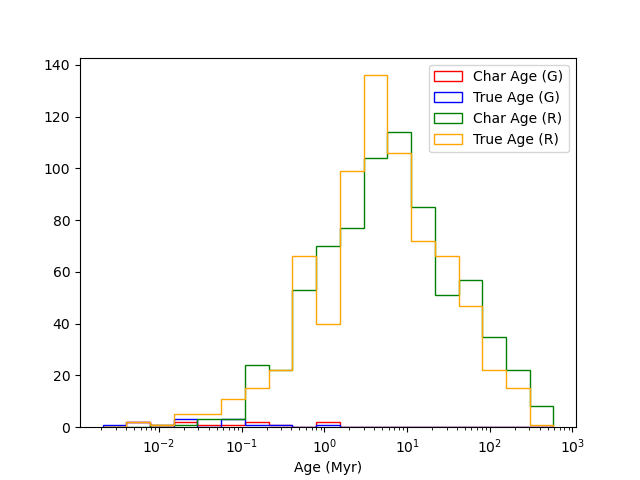 140
120
100
80
60
40
20
0
Char Age (G)
True Age (G)
Char Age (R)
True Age (R)
10⁻² 10⁻¹ 10⁰ 10¹ 10² 10³
Age (Myr)